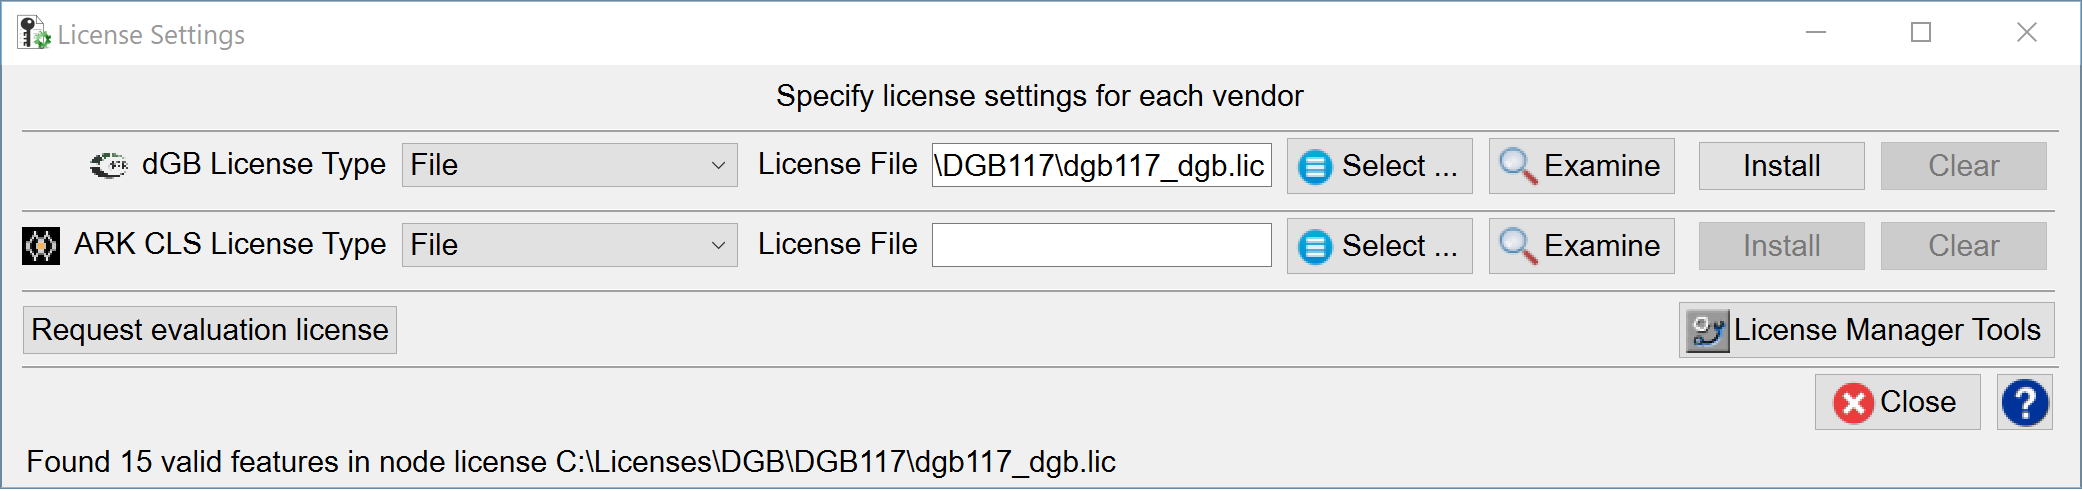 License Settings
Specify license settings for each vendor
dGB License Type File License File \DGB117\dgb117_dgb.lic Select ... Examine Install Clear
ARK CLS License Type File License File Select ... Examine Install Clear
Request evaluation license License Manager Tools
Close ?
Found 15 valid features in node license C:\Licenses\DGB\DGB117\dgb117_dgb.lic